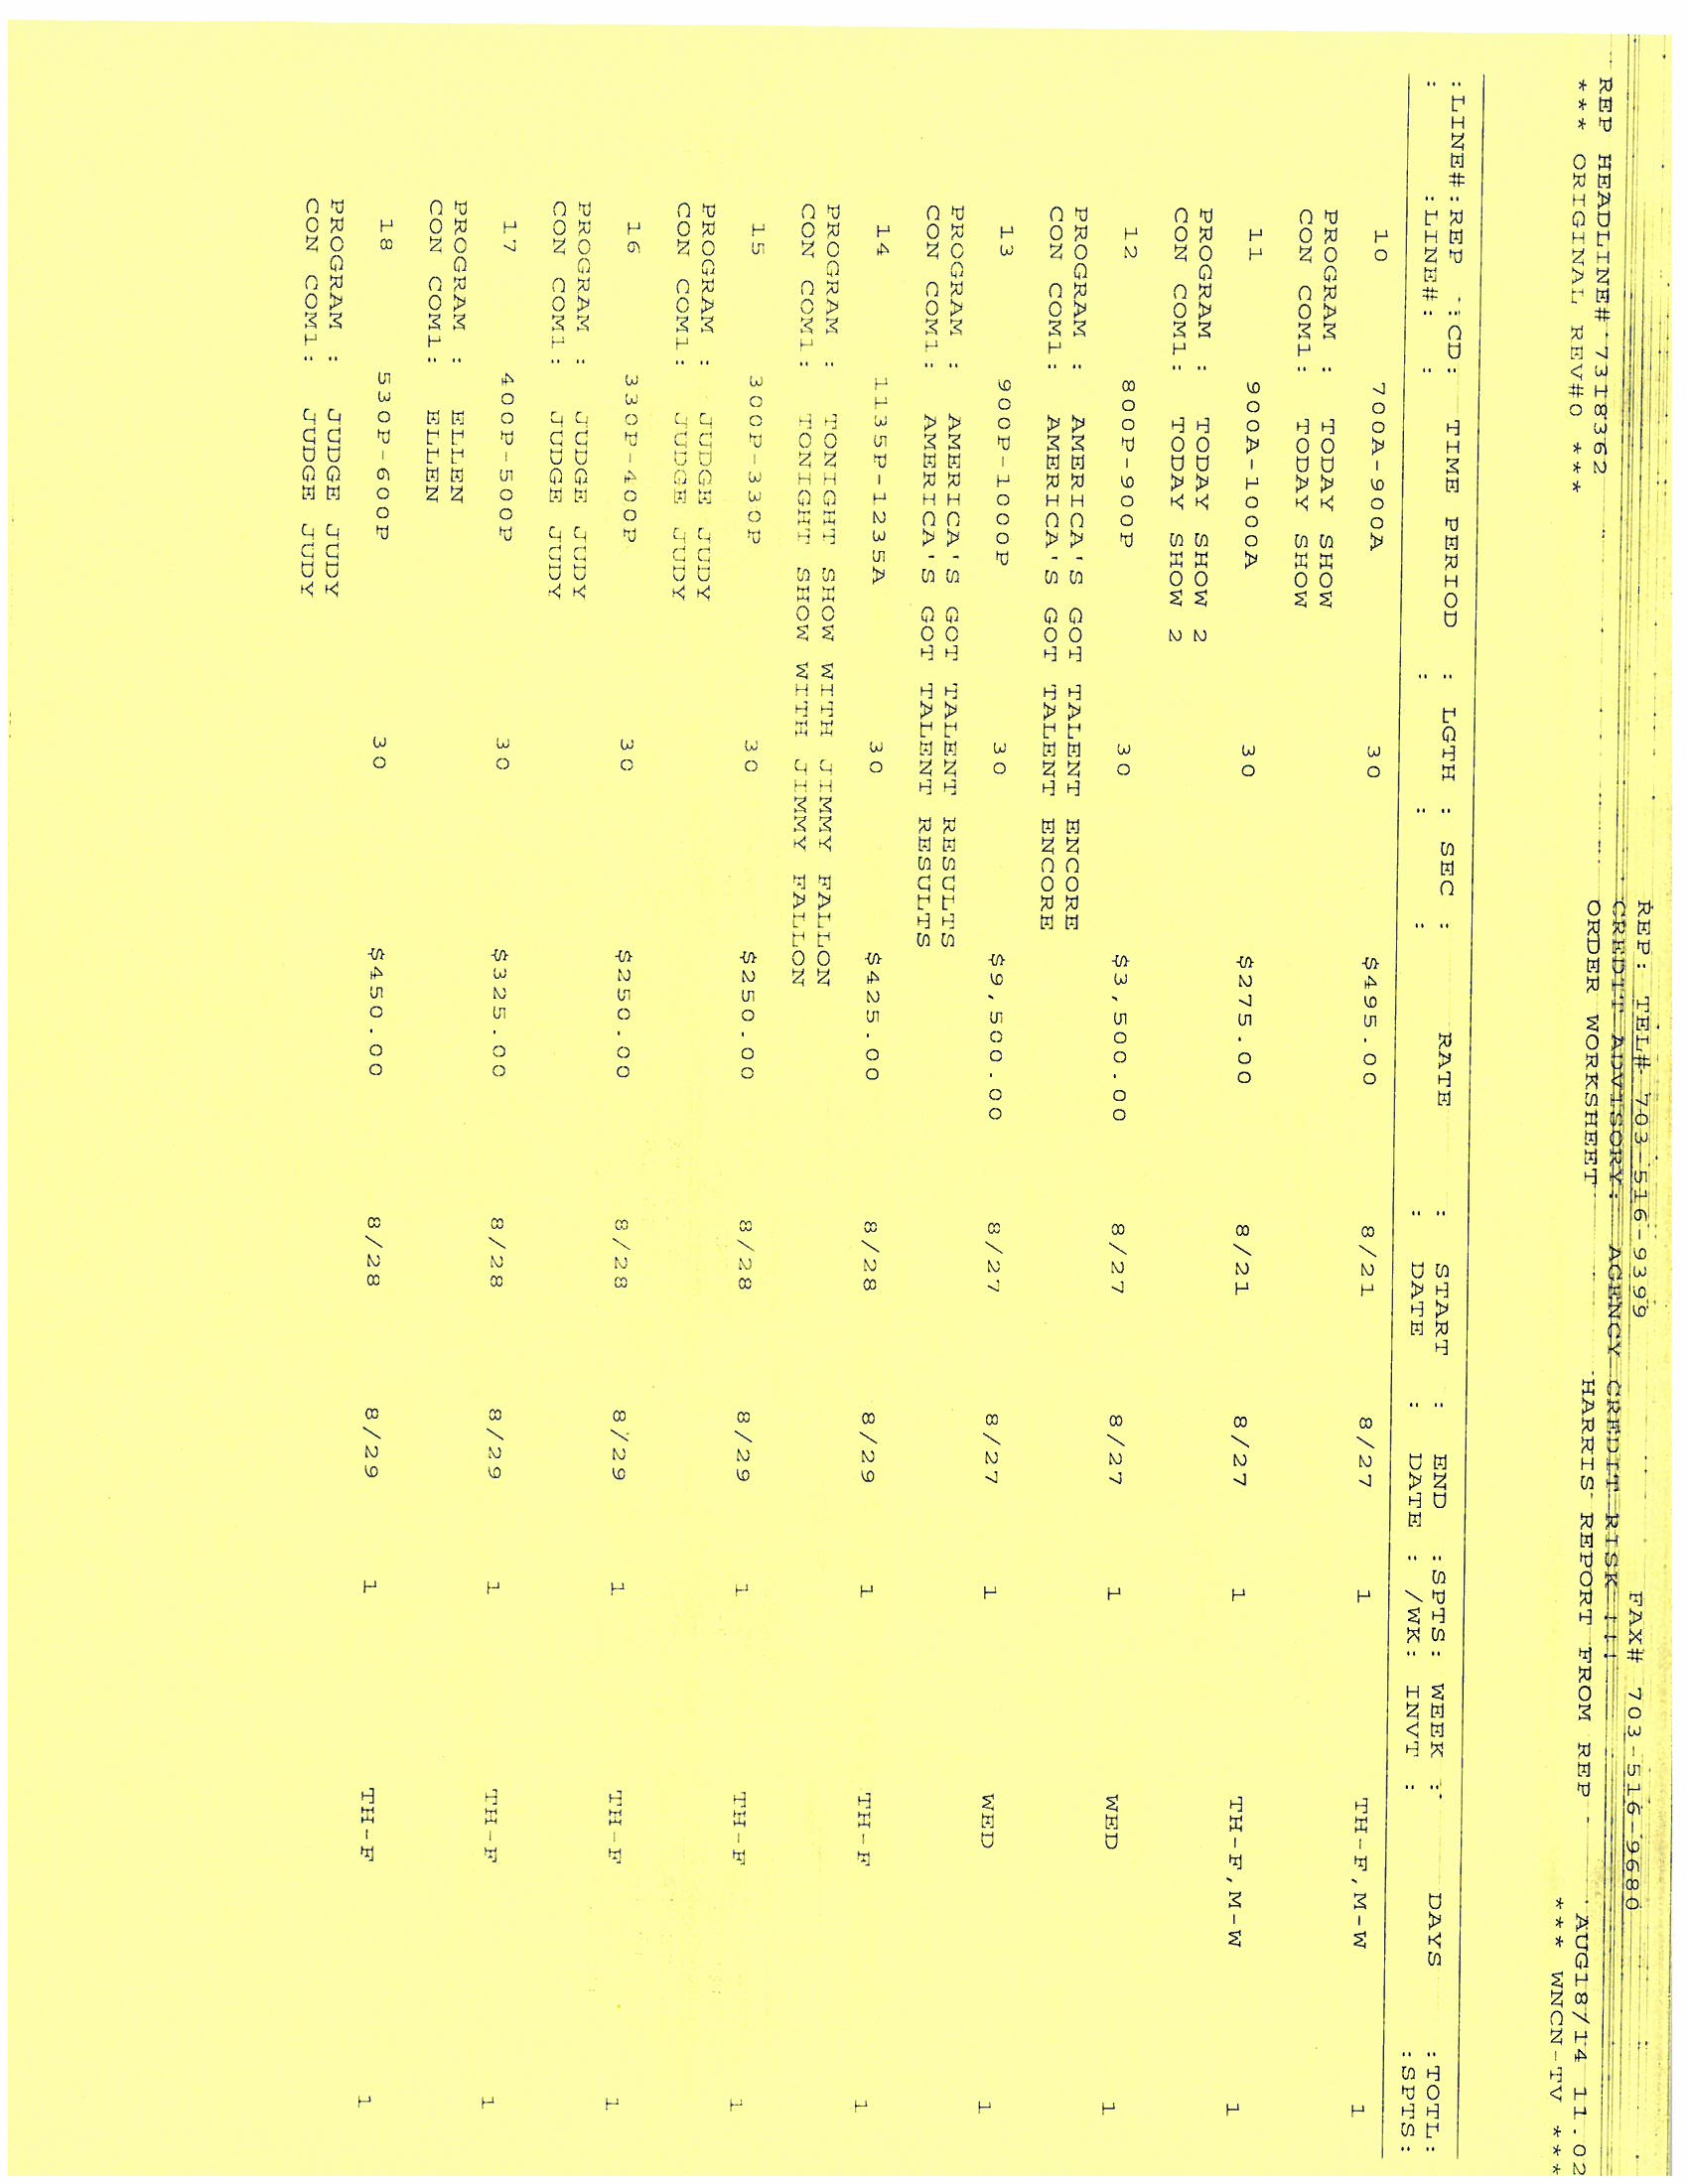 REP: TEL# 703-516-9399 FAX# 703-516-9680
CREDIT ADVISORY: AGENCY CREDIT RISK !!!
REP HEADLINE# 7318362 ORDER WORKSHEET HARRIS REPORT FROM REP AUG18/14 11.02
*** ORIGINAL REV#0 *** *** WNCN-TV ***
:LINE#:REP :CD: TIME PERIOD : LGTH : SEC : RATE : START : END :SPTS: WEEK : DAYS :TOTL:
: :LINE#: : : : : : DATE : DATE : /WK: INVT : :SPTS:
10 700A-900A 30 $495.00 8/21 8/27 1 TH-F,M-W 1
PROGRAM : TODAY SHOW
CON COM1: TODAY SHOW
11 900A-1000A 30 $275.00 8/21 8/27 1 TH-F,M-W 1
PROGRAM : TODAY SHOW 2
CON COM1: TODAY SHOW 2
12 800P-900P 30 $3,500.00 8/27 8/27 1 WED 1
PROGRAM : AMERICA'S GOT TALENT ENCORE
CON COM1: AMERICA'S GOT TALENT ENCORE
13 900P-1000P 30 $9,500.00 8/27 8/27 1 WED 1
PROGRAM : AMERICA'S GOT TALENT RESULTS
CON COM1: AMERICA'S GOT TALENT RESULTS
14 1135P-1235A 30 $425.00 8/28 8/29 1 TH-F 1
PROGRAM : TONIGHT SHOW WITH JIMMY FALLON
CON COM1: TONIGHT SHOW WITH JIMMY FALLON
15 300P-330P 30 $250.00 8/28 8/29 1 TH-F 1
PROGRAM : JUDGE JUDY
CON COM1: JUDGE JUDY
16 330P-400P 30 $250.00 8/28 8/29 1 TH-F 1
PROGRAM : JUDGE JUDY
CON COM1: JUDGE JUDY
17 400P-500P 30 $325.00 8/28 8/29 1 TH-F 1
PROGRAM : ELLEN
CON COM1: ELLEN
18 530P-600P 30 $450.00 8/28 8/29 1 TH-F 1
PROGRAM : JUDGE JUDY
CON COM1: JUDGE JUDY